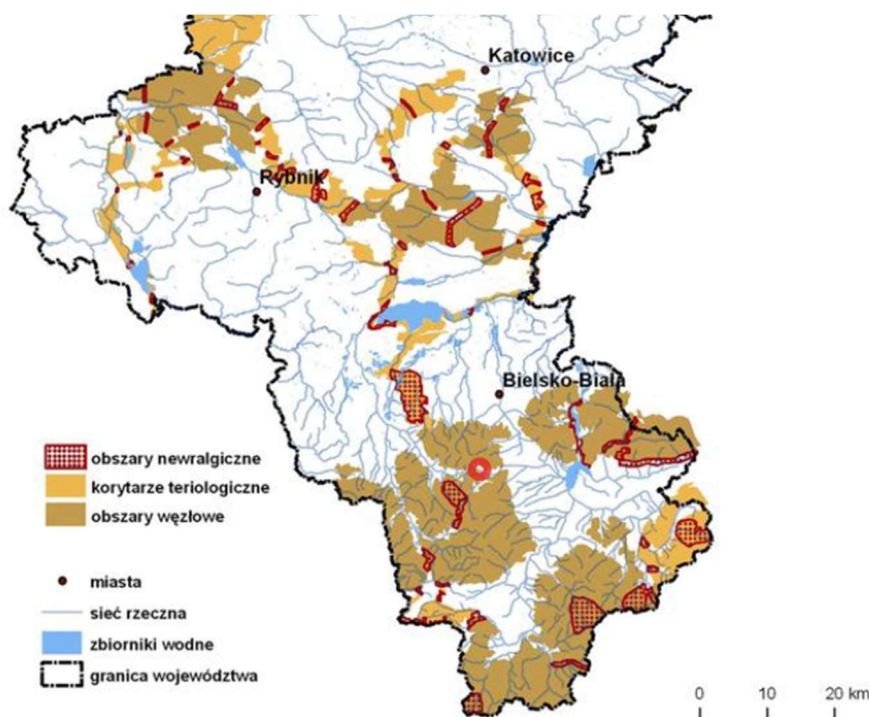 Katowice
Rybnik
Bielsko-Biała
obszary newralgiczne
korytarze teriologiczne
obszary węzłowe
miasta
sieć rzeczna
zbiorniki wodne
granica województwa
0 10 20 km